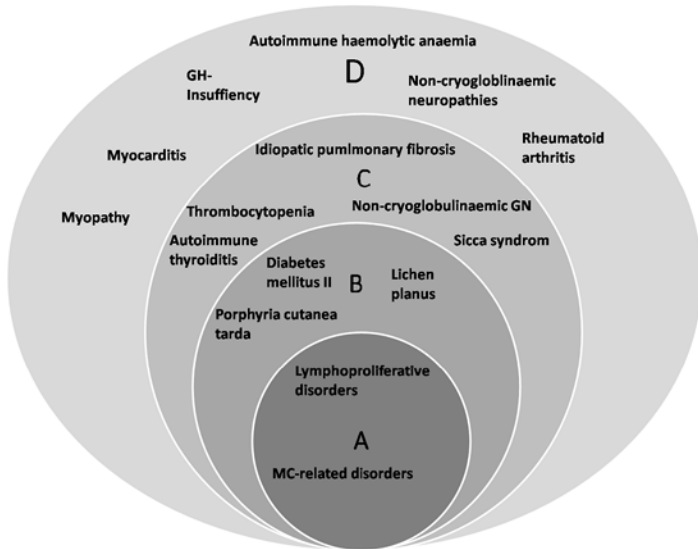 Autoimmune haemolytic anaemia
D
GH-
Insuffiency
Non-cryogloblinaemic
neuropathies
Rheumatoid
arthritis
Myocarditis
Idiopatic pumlmonary fibrosis
C
Myopathy
Thrombocytopenia
Non-cryoglobulinaemic GN
Autoimmune
thyroiditis
Sicca syndrom
Diabetes
mellitus II
B
Lichen
planus
Porphyria cutanea
tarda
Lymphoproliferative
disorders
A
MC-related disorders